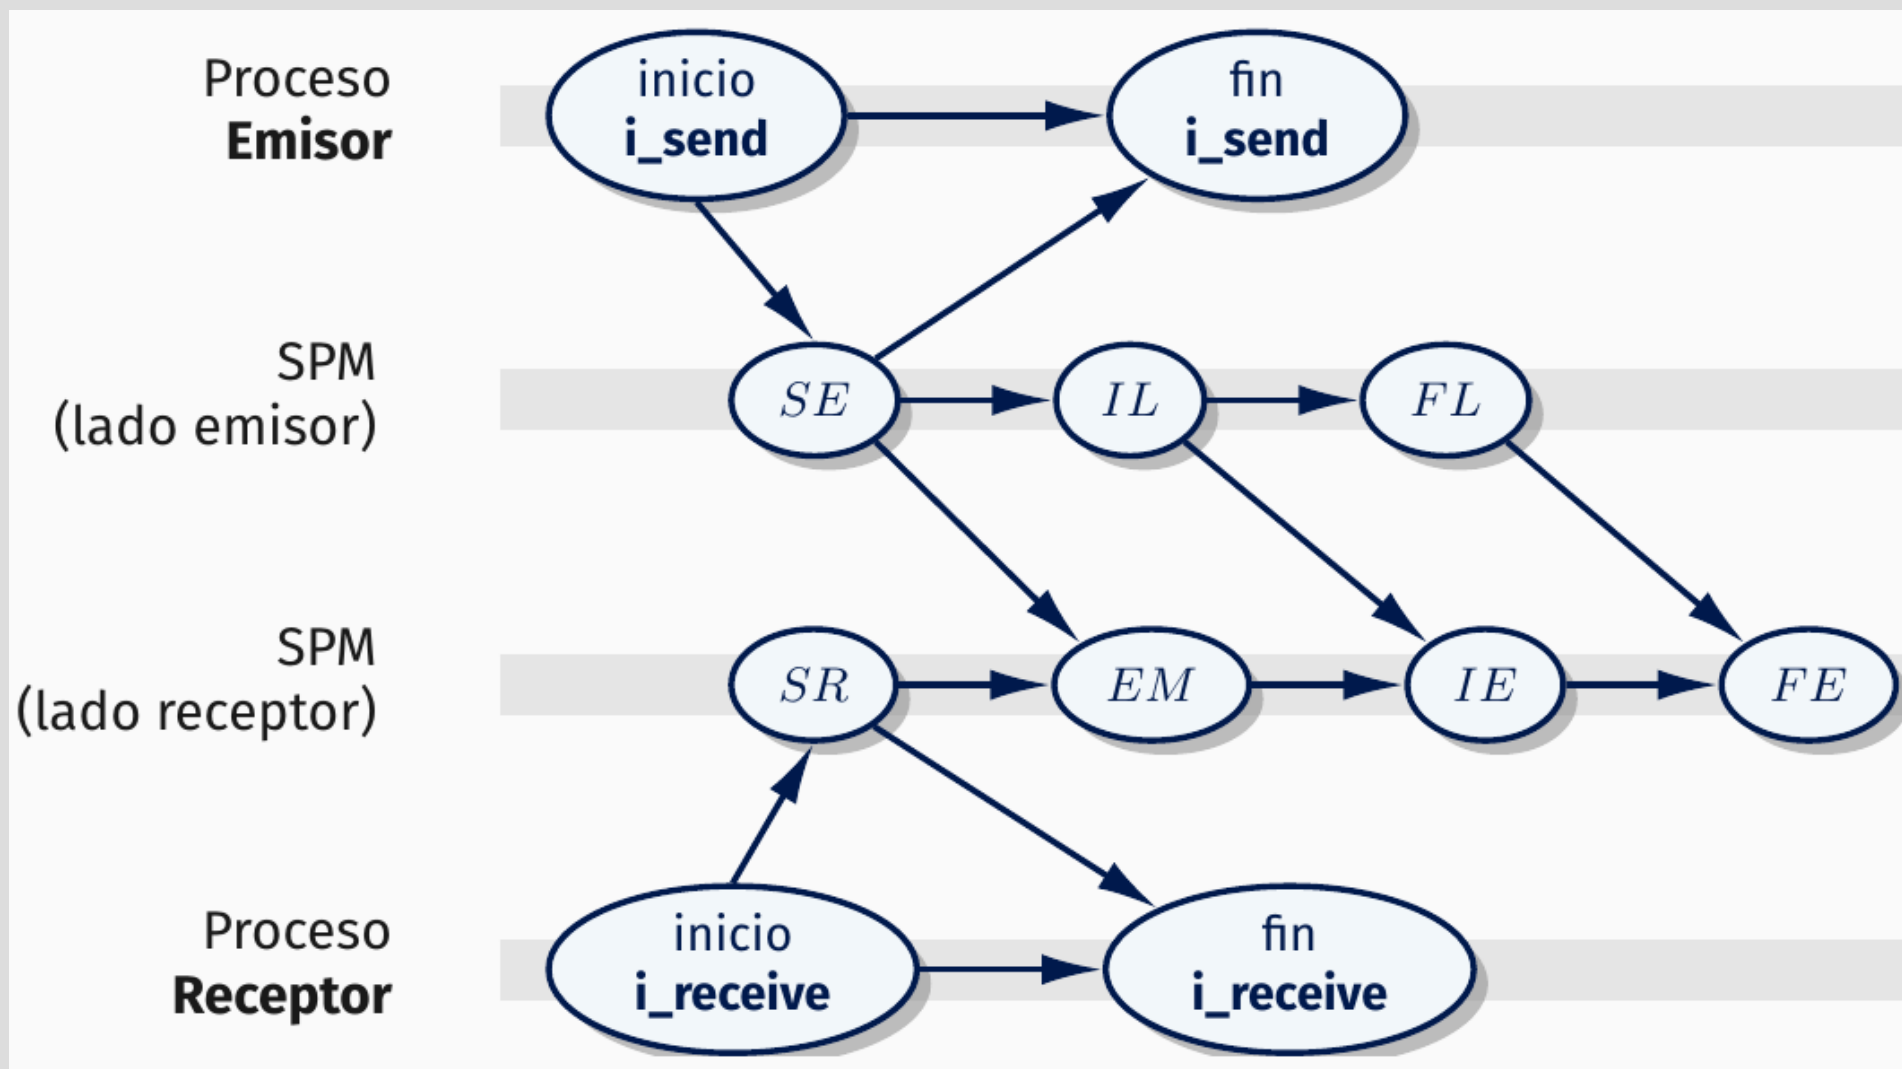 Proceso
Emisor
inicio
i_send
fin
i_send
SPM
(lado emisor)
SE
IL
FL
SPM
(lado receptor)
SR
EM
IE
FE
Proceso
Receptor
inicio
i_receive
fin
i_receive